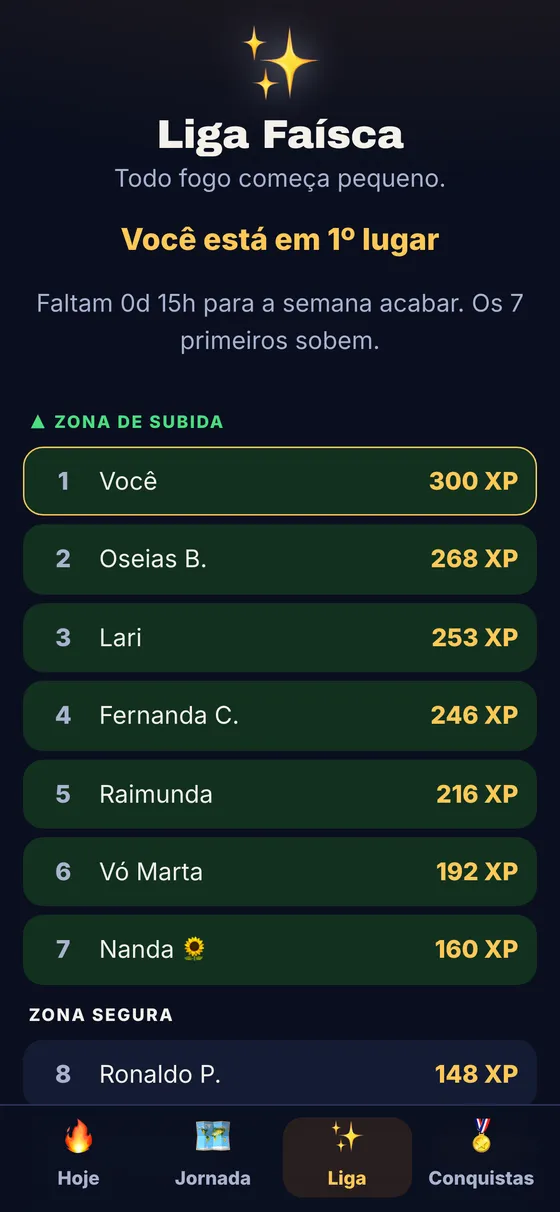 Liga Faísca
Todo fogo começa pequeno.
Você está em 1º lugar
Faltam 0d 15h para a semana acabar. Os 7
primeiros sobem.
▲ ZONA DE SUBIDA
1 Você 300 XP
2 Oseias B. 268 XP
3 Lari 253 XP
4 Fernanda C. 246 XP
5 Raimunda 216 XP
6 Vó Marta 192 XP
7 Nanda 🌻 160 XP
ZONA SEGURA
8 Ronaldo P. 148 XP
Hoje Jornada Liga Conquistas